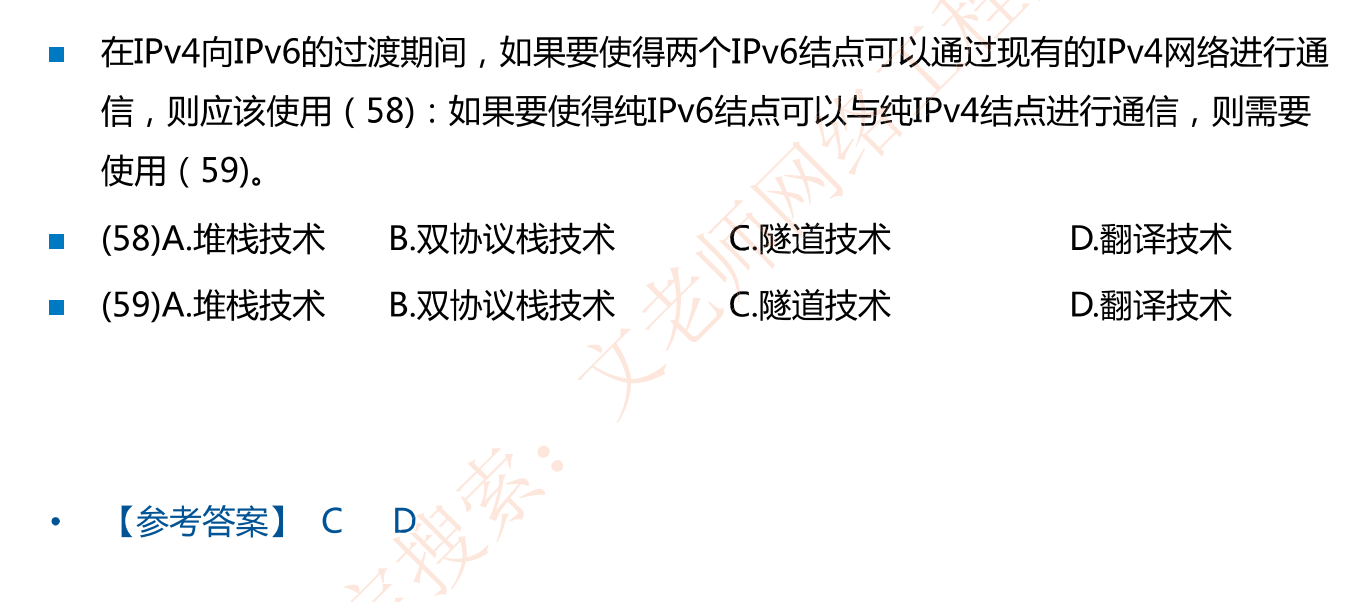 在IPv4向IPv6的过渡期间，如果要使得两个IPv6结点可以通过现有的IPv4网络进行通
信，则应该使用（58)：如果要使得纯IPv6结点可以与纯IPv4结点进行通信，则需要
使用（59)。
(58)A.堆栈技术 B.双协议栈技术 C.隧道技术 D.翻译技术
(59)A.堆栈技术 B.双协议栈技术 C.隧道技术 D.翻译技术
【参考答案】 C D
搜索：文老师网络工程